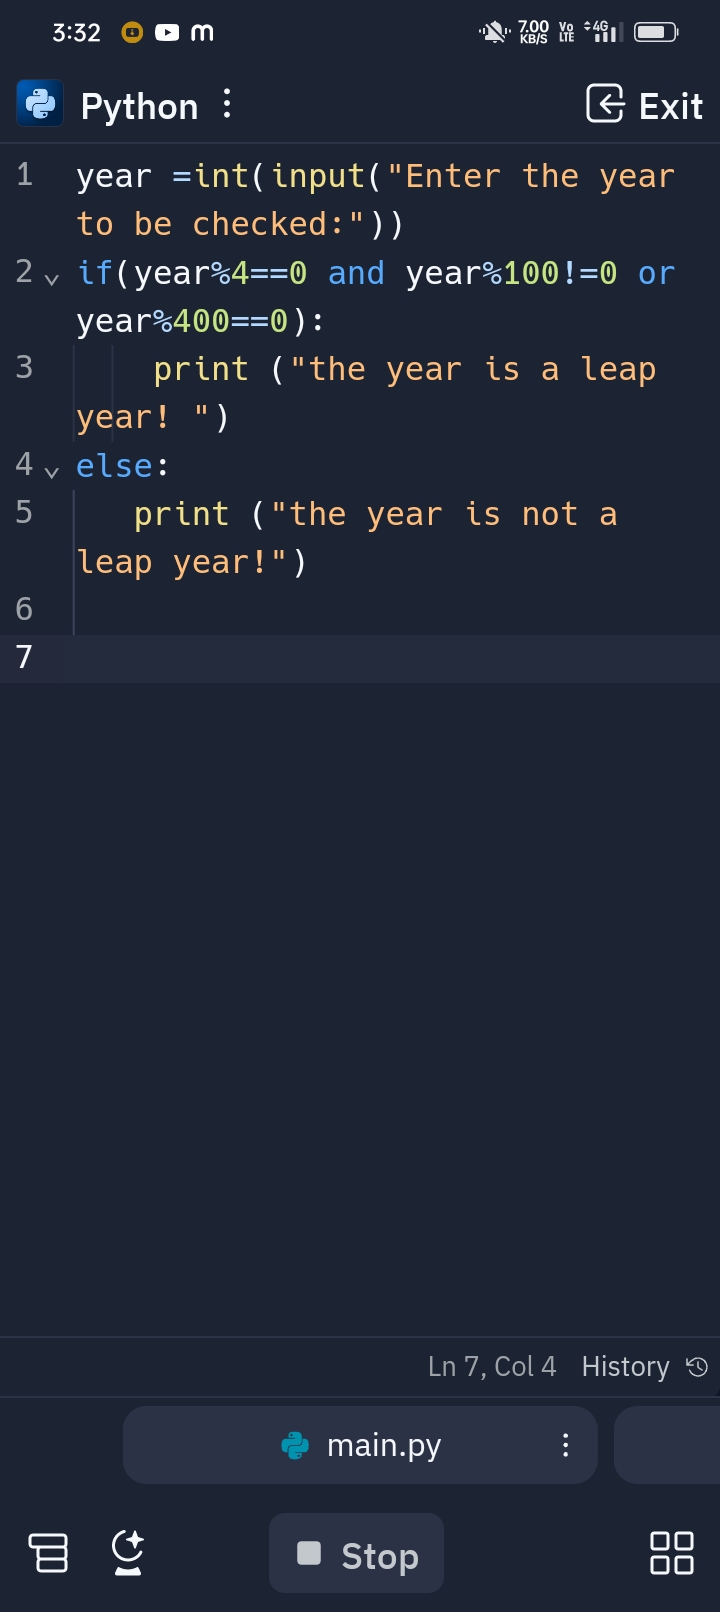 3:32 m 7.00 KB/S Vo LTE 4G
Python Exit
1 year =int(input("Enter the year
to be checked:"))
2 if(year%4==0 and year%100!=0 or
year%400==0):
3 print ("the year is a leap
year! ")
4 else:
5 print ("the year is not a
leap year!")
6
7
Ln 7, Col 4 History
main.py
Stop